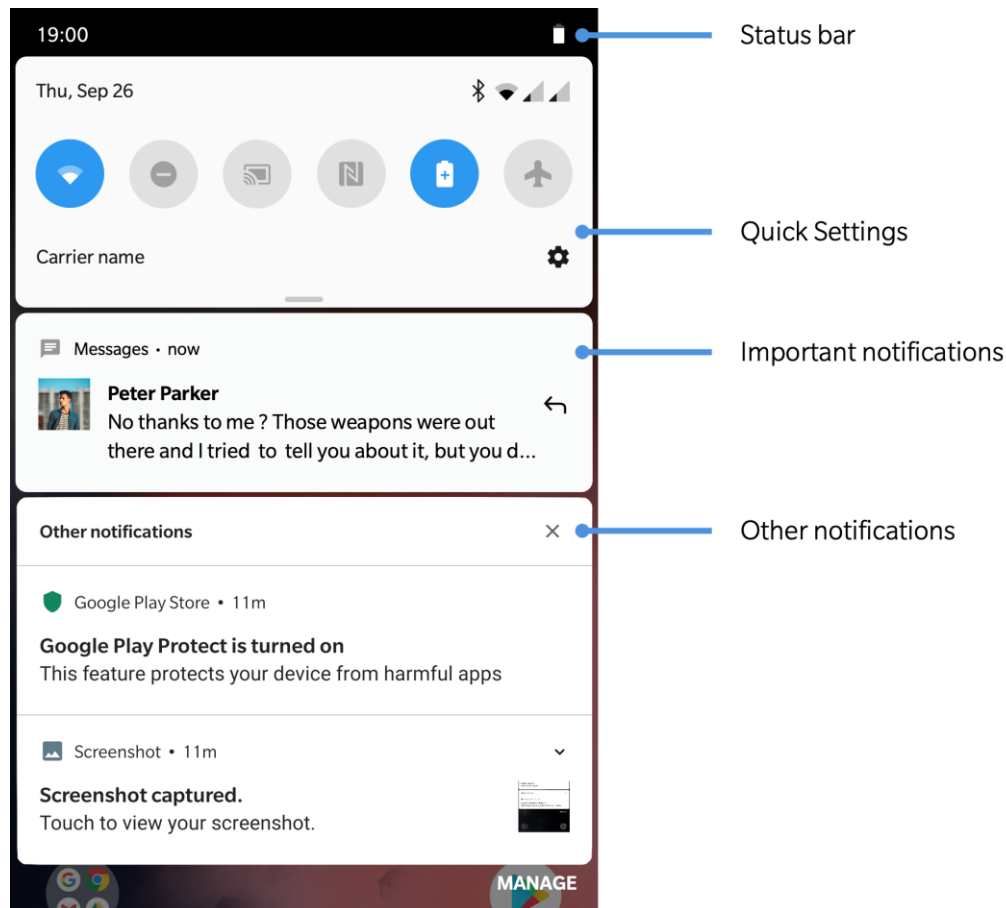 19:00
Status bar
Thu, Sep 26
Quick Settings
Carrier name
Messages • now
Important notifications
Peter Parker
No thanks to me ? Those weapons were out
there and I tried to tell you about it, but you d...
Other notifications
Other notifications
Google Play Store • 11m
Google Play Protect is turned on
This feature protects your device from harmful apps
Screenshot • 11m
Screenshot captured.
Touch to view your screenshot.
MANAGE